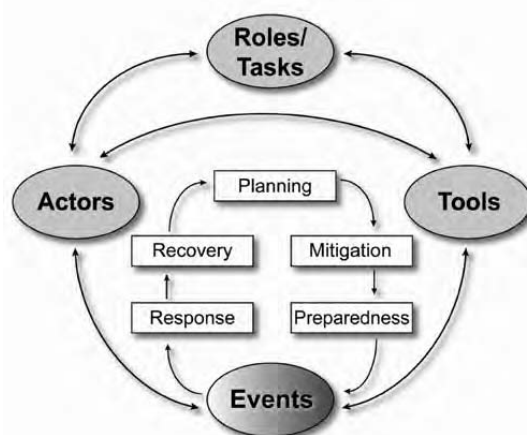 Roles/
Tasks
Actors
Tools
Planning
Recovery
Mitigation
Response
Preparedness
Events